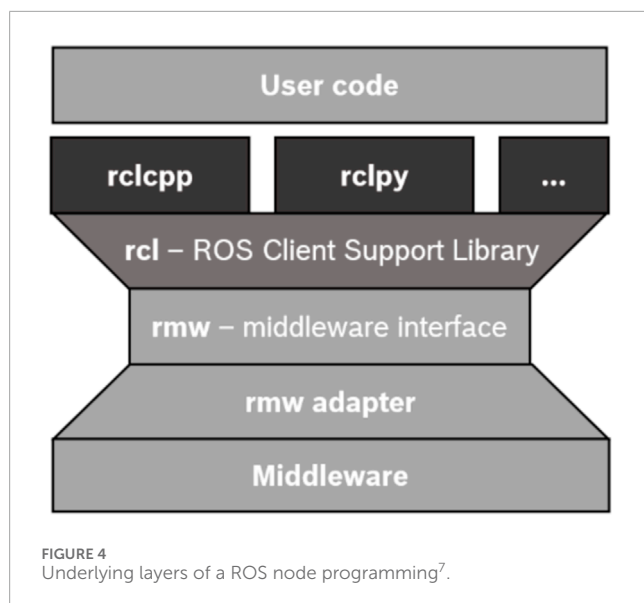 User code
rclcpp
rclpy
...
rcl – ROS Client Support Library
rmw – middleware interface
rmw adapter
Middleware
FIGURE 4
Underlying layers of a ROS node programming⁷.